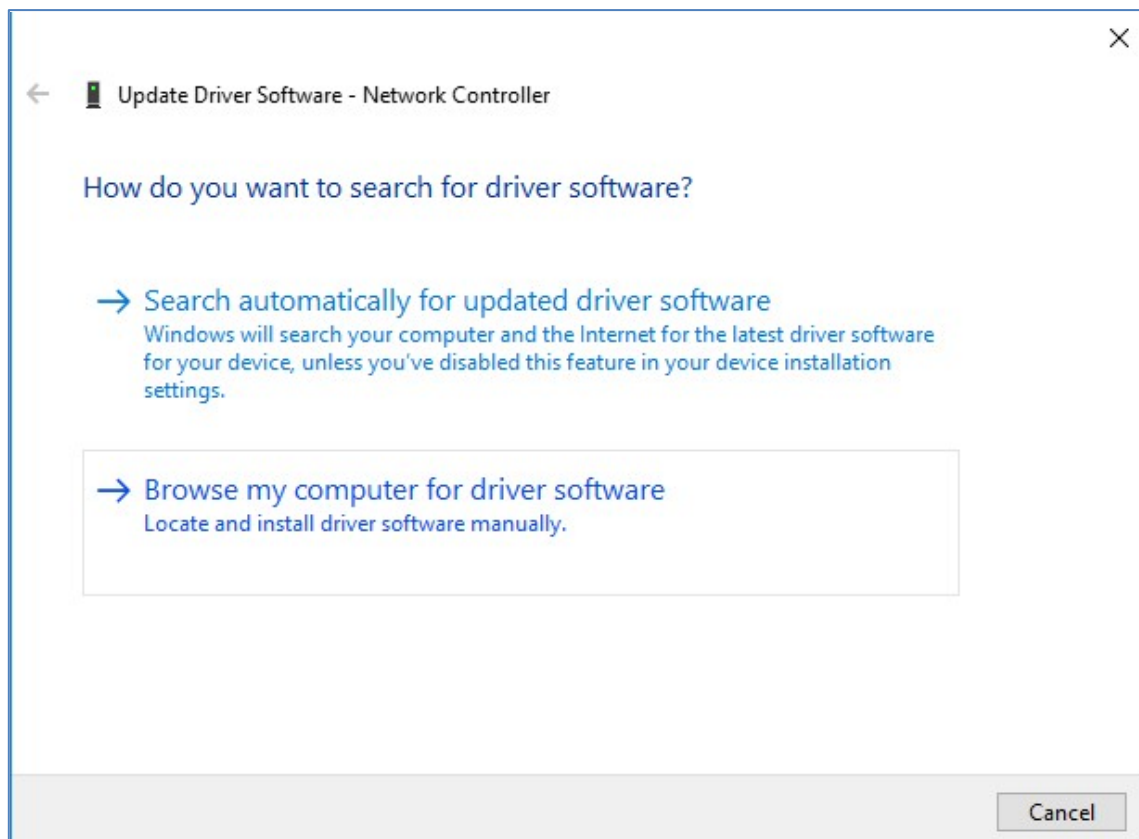 Update Driver Software - Network Controller
How do you want to search for driver software?
Search automatically for updated driver software
Windows will search your computer and the Internet for the latest driver software
for your device, unless you've disabled this feature in your device installation
settings.
Browse my computer for driver software
Locate and install driver software manually.
Cancel